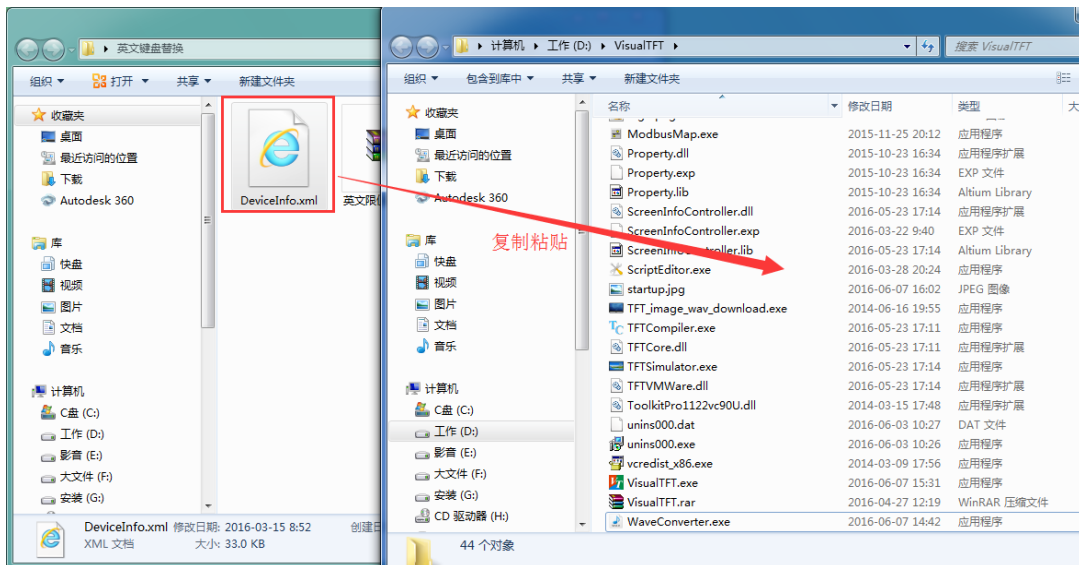 英文键盘替换
组织 打开 共享 新建文件夹
收藏夹
桌面
最近访问的位置
下载
Autodesk 360
库
快盘
视频
图片
文档
音乐
计算机
C盘 (C:)
工作 (D:)
影音 (E:)
大文件 (F:)
安装 (G:)
DeviceInfo.xml
英文限
DeviceInfo.xml 修改日期: 2016-03-15 8:52 创建日
XML 文档 大小: 33.0 KB
复制粘贴
计算机 工作 (D:) VisualTFT
搜索 VisualTFT
组织 包含到库中 共享 新建文件夹
收藏夹
桌面
最近访问的位置
下载
Autodesk 360
库
快盘
视频
图片
文档
音乐
计算机
C盘 (C:)
工作 (D:)
影音 (E:)
大文件 (F:)
安装 (G:)
CD 驱动器 (H:)
名称 修改日期 类型 大
ModbusMap.exe 2015-11-25 20:12 应用程序
Property.dll 2015-10-23 16:34 应用程序扩展
Property.exp 2015-10-23 16:34 EXP 文件
Property.lib 2015-10-23 16:34 Altium Library
ScreenInfoController.dll 2016-05-23 17:14 应用程序扩展
ScreenInfoController.exp 2016-03-22 9:40 EXP 文件
ScreenInfoController.lib 2016-05-23 17:14 Altium Library
ScriptEditor.exe 2016-03-28 20:24 应用程序
startup.jpg 2016-06-07 16:02 JPEG 图像
TFT_image_wav_download.exe 2014-06-16 19:55 应用程序
TFTCompiler.exe 2016-05-23 17:11 应用程序
TFTCore.dll 2016-05-23 17:11 应用程序扩展
TFTSimulator.exe 2016-05-23 17:14 应用程序
TFTVMWare.dll 2016-05-23 17:14 应用程序扩展
ToolkitPro1122vc90U.dll 2014-03-15 17:48 应用程序扩展
unins000.dat 2016-06-03 10:27 DAT 文件
unins000.exe 2016-06-03 10:26 应用程序
vcredist_x86.exe 2014-03-09 17:56 应用程序
VisualTFT.exe 2016-06-07 15:31 应用程序
VisualTFT.rar 2016-04-27 12:19 WinRAR 压缩文件
WaveConverter.exe 2016-06-07 14:42 应用程序
44 个对象